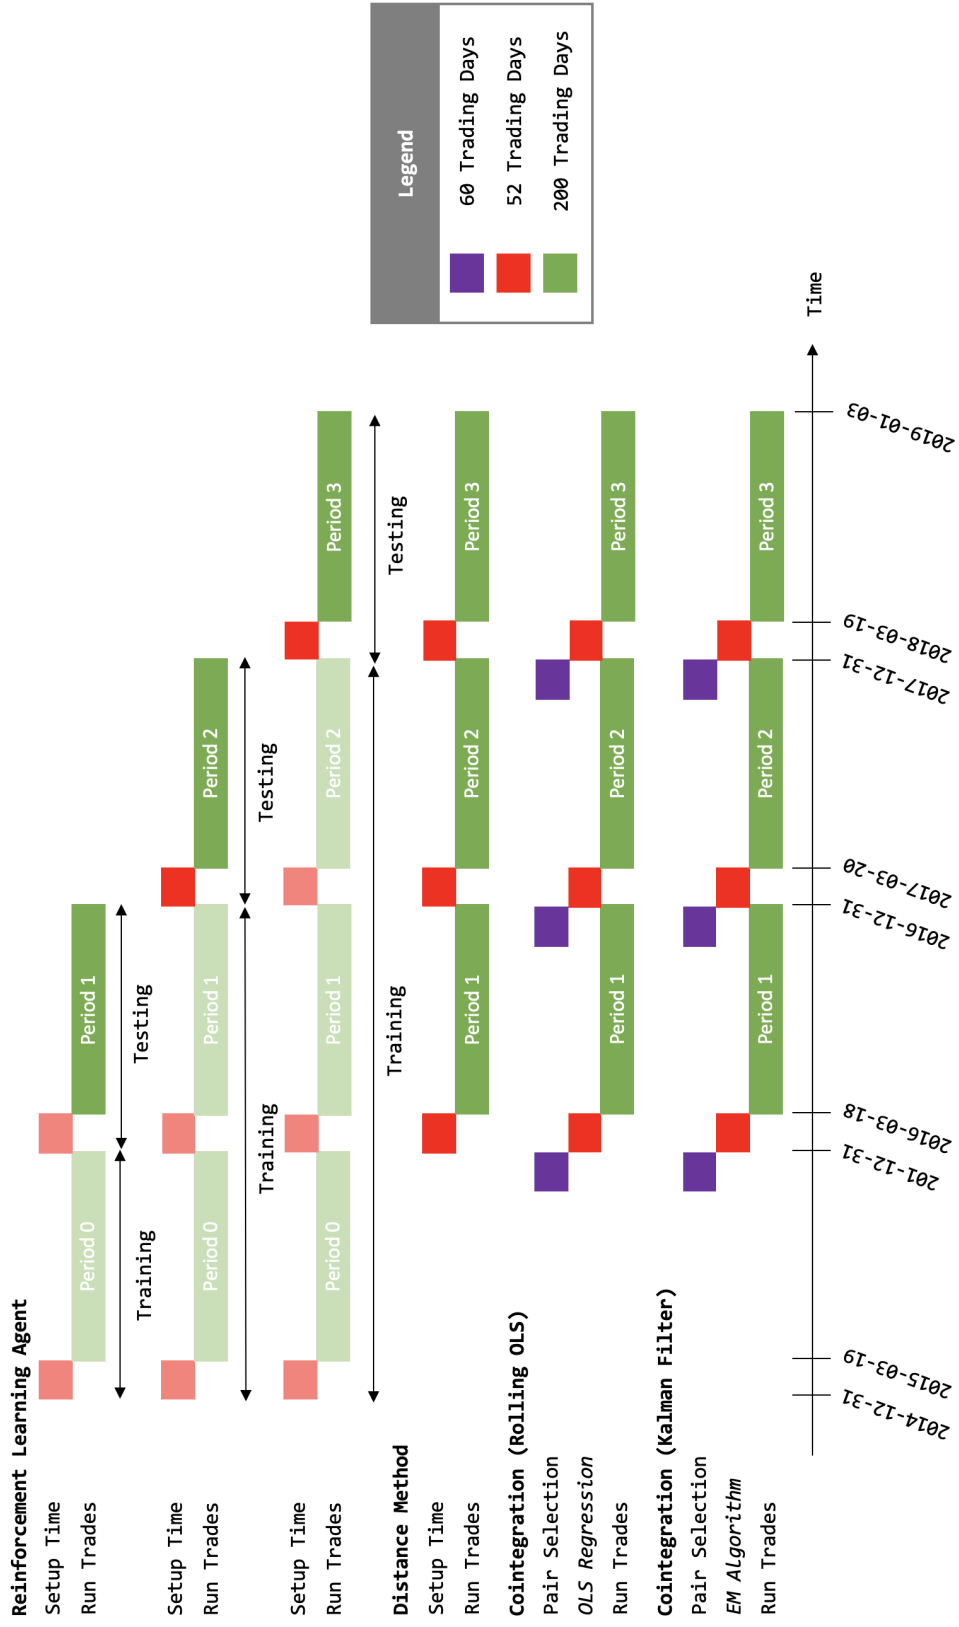 Reinforcement Learning Agent
Setup Time
Run Trades
Period 0
Period 1
Training
Testing
Setup Time
Run Trades
Period 0
Period 1
Period 2
Training
Testing
Setup Time
Run Trades
Period 0
Period 1
Period 2
Period 3
Training
Testing
Distance Method
Setup Time
Run Trades
Period 1
Period 2
Period 3
Cointegration (Rolling OLS)
Pair Selection
OLS Regression
Run Trades
Period 1
Period 2
Period 3
Cointegration (Kalman Filter)
Pair Selection
EM Algorithm
Run Trades
Period 1
Period 2
Period 3
Time
2014-12-31
2015-03-19
201-12-31
2016-03-18
2016-12-31
2017-03-20
2017-12-31
2018-03-19
2019-01-03
Legend
60 Trading Days
52 Trading Days
200 Trading Days